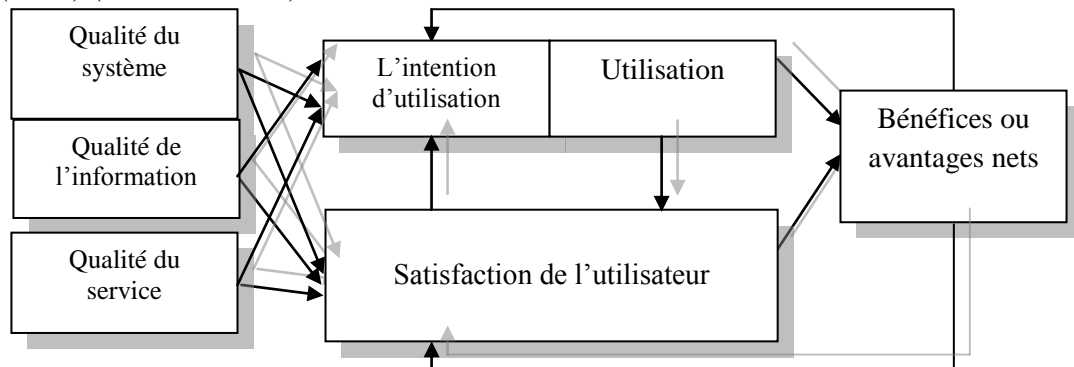 Qualité du
système
Qualité de
l'information
Qualité du
service
L'intention
d'utilisation
Utilisation
Satisfaction de l'utilisateur
Bénéfices ou
avantages nets